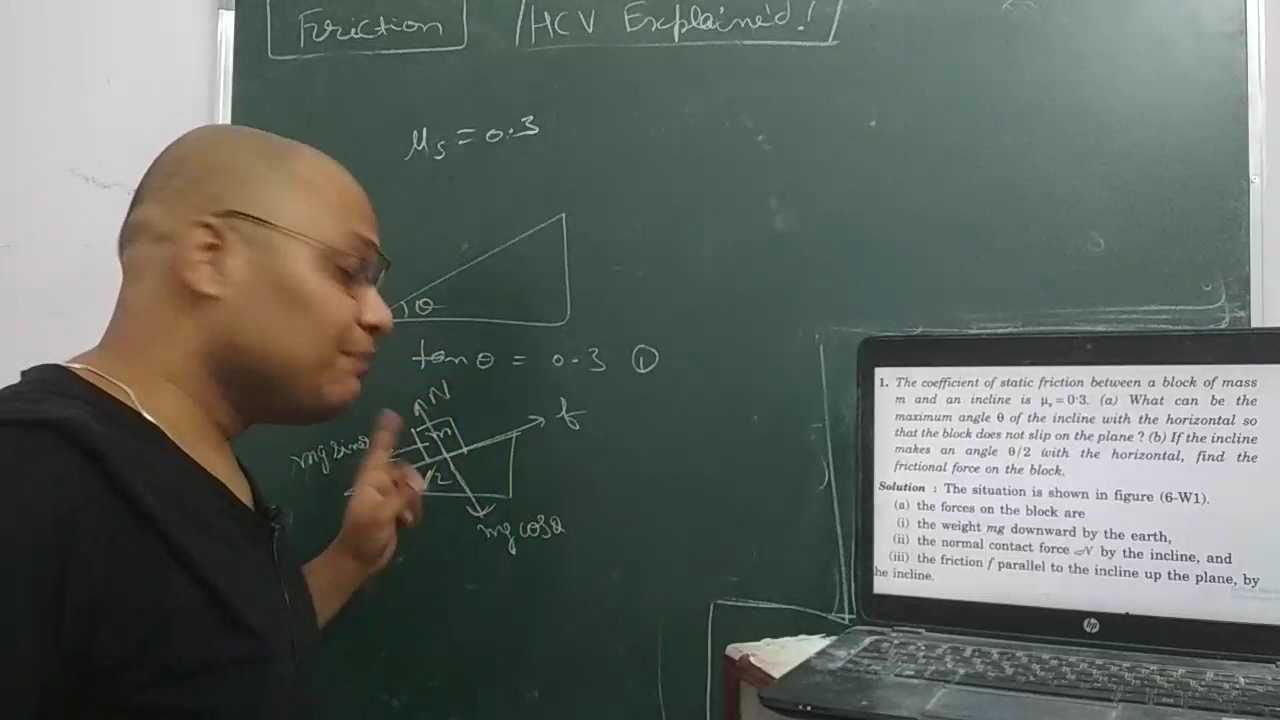 Friction
HCV Explained!
μs = 0.3
θ
tan θ = 0.3 ①
N
f
m
mg sinθ
2
mg cosθ
1. The coefficient of static friction between a block of mass
m and an incline is μs = 0·3. (a) What can be the
maximum angle θ of the incline with the horizontal so
that the block does not slip on the plane ? (b) If the incline
makes an angle θ/2 with the horizontal, find the
frictional force on the block.
Solution : The situation is shown in figure (6-W1).
(a) the forces on the block are
(i) the weight mg downward by the earth,
(ii) the normal contact force N by the incline, and
(iii) the friction f parallel to the incline up the plane, by
he incline.
hp